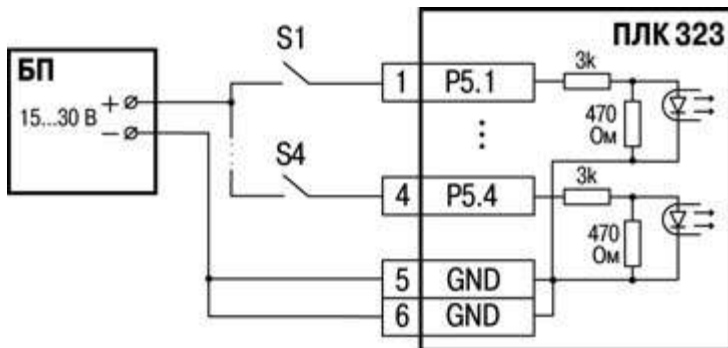 ПЛК 323
БП
15...30 В
+
−
S1
1 P5.1
3k
470
Ом
S4
4 P5.4
3k
470
Ом
5 GND
6 GND